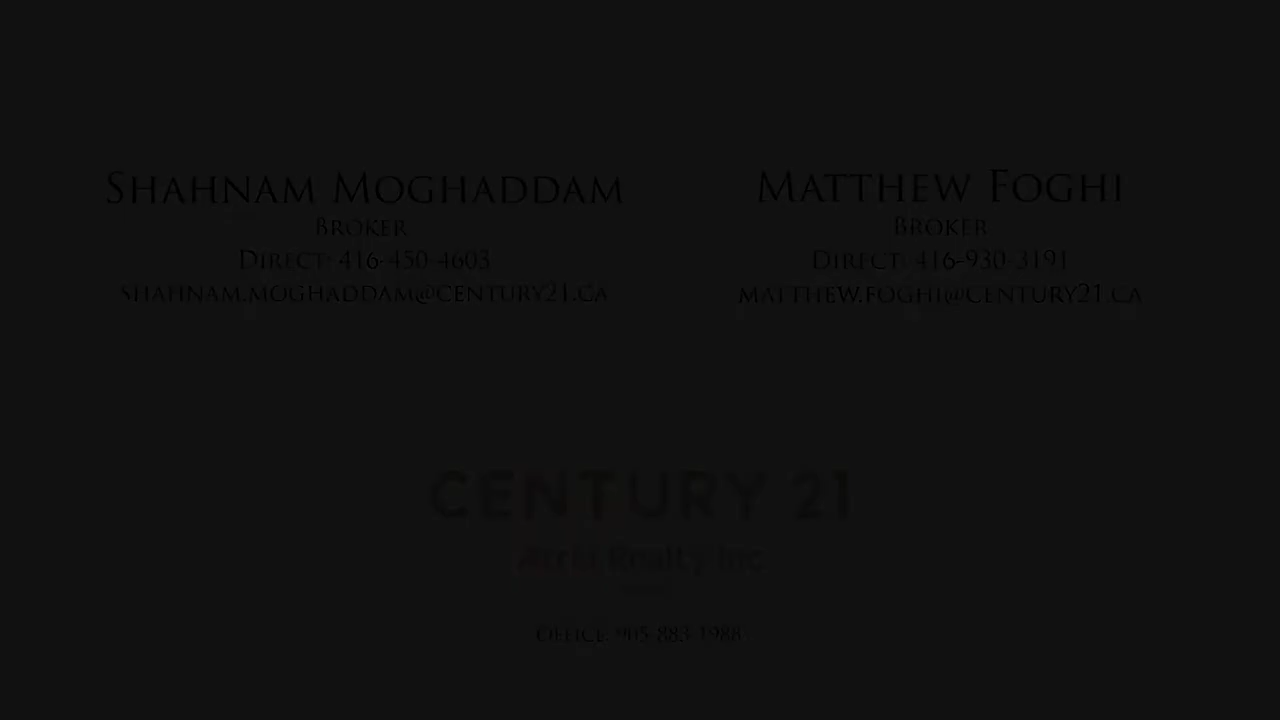 Shahnam Moghaddam
Broker
Direct: 416-450-4603
shahnam.moghaddam@century21.ca
Matthew Foghi
Broker
Direct: 416-930-3191
matthew.foghi@century21.ca
CENTURY 21
Atria Realty Inc
Office: 905-883-1988